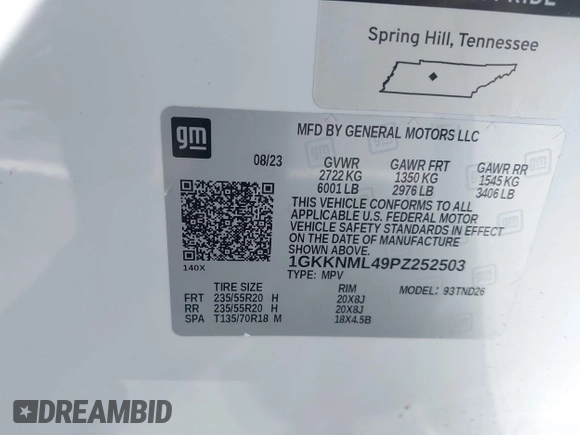 RIDE
Spring Hill, Tennessee
gm
MFD BY GENERAL MOTORS LLC
08/23 GVWR GAWR FRT GAWR RR
2722 KG 1350 KG 1545 KG
6001 LB 2976 LB 3406 LB
THIS VEHICLE CONFORMS TO ALL
APPLICABLE U.S. FEDERAL MOTOR
VEHICLE SAFETY STANDARDS IN EFFECT
ON THE DATE OF MANUFACTURE SHOWN ABOVE.
1GKKNML49PZ252503
140X TYPE: MPV MODEL: 93TND26
TIRE SIZE RIM
FRT 235/55R20 H 20X8J
RR 235/55R20 H 20X8J
SPA T135/70R18 M 18X4.5B
DREAMBID